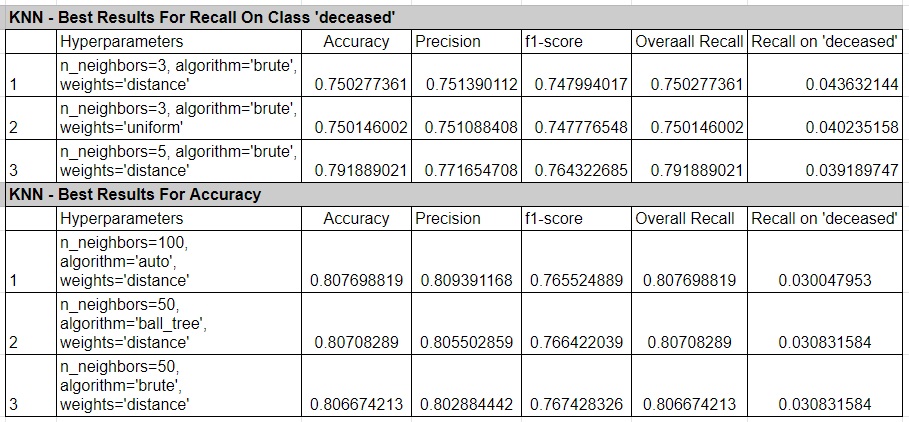 KNN - Best Results For Recall On Class 'deceased'
Hyperparameters Accuracy Precision f1-score Overaall Recall Recall on 'deceased'
n_neighbors=3, algorithm='brute',
1 weights='distance' 0.750277361 0.751390112 0.747994017 0.750277361 0.043632144
n_neighbors=3, algorithm='brute',
2 weights='uniform' 0.750146002 0.751088408 0.747776548 0.750146002 0.040235158
n_neighbors=5, algorithm='brute',
3 weights='distance' 0.791889021 0.771654708 0.764322685 0.791889021 0.039189747
KNN - Best Results For Accuracy
Hyperparameters Accuracy Precision f1-score Overall Recall Recall on 'deceased'
n_neighbors=100,
algorithm='auto',
1 weights='distance' 0.807698819 0.809391168 0.765524889 0.807698819 0.030047953
n_neighbors=50,
algorithm='ball_tree',
2 weights='distance' 0.80708289 0.805502859 0.766422039 0.80708289 0.030831584
n_neighbors=50,
algorithm='brute',
3 weights='distance' 0.806674213 0.802884442 0.767428326 0.806674213 0.030831584